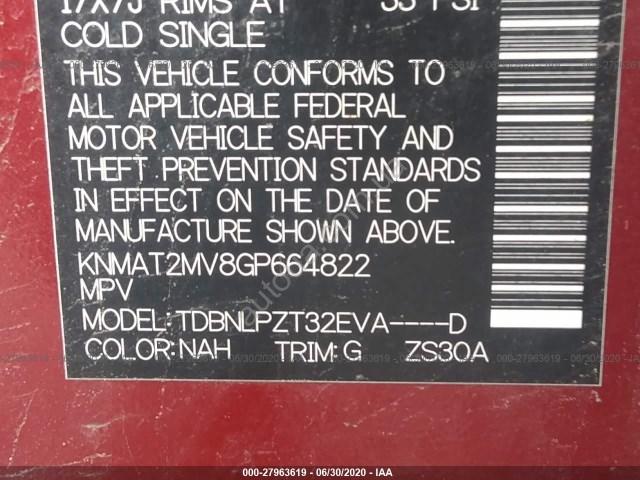 17X7J RIMS AT 33 PSI
COLD SINGLE
THIS VEHICLE CONFORMS TO
ALL APPLICABLE FEDERAL
MOTOR VEHICLE SAFETY AND
THEFT PREVENTION STANDARDS
IN EFFECT ON THE DATE OF
MANUFACTURE SHOWN ABOVE.
KNMAT2MV8GP664822
MPV
MODEL:TDBNLPZT32EVA----D
COLOR:NAH TRIM:G ZS30A
000-27963619 - 06/30/2020 - IAA